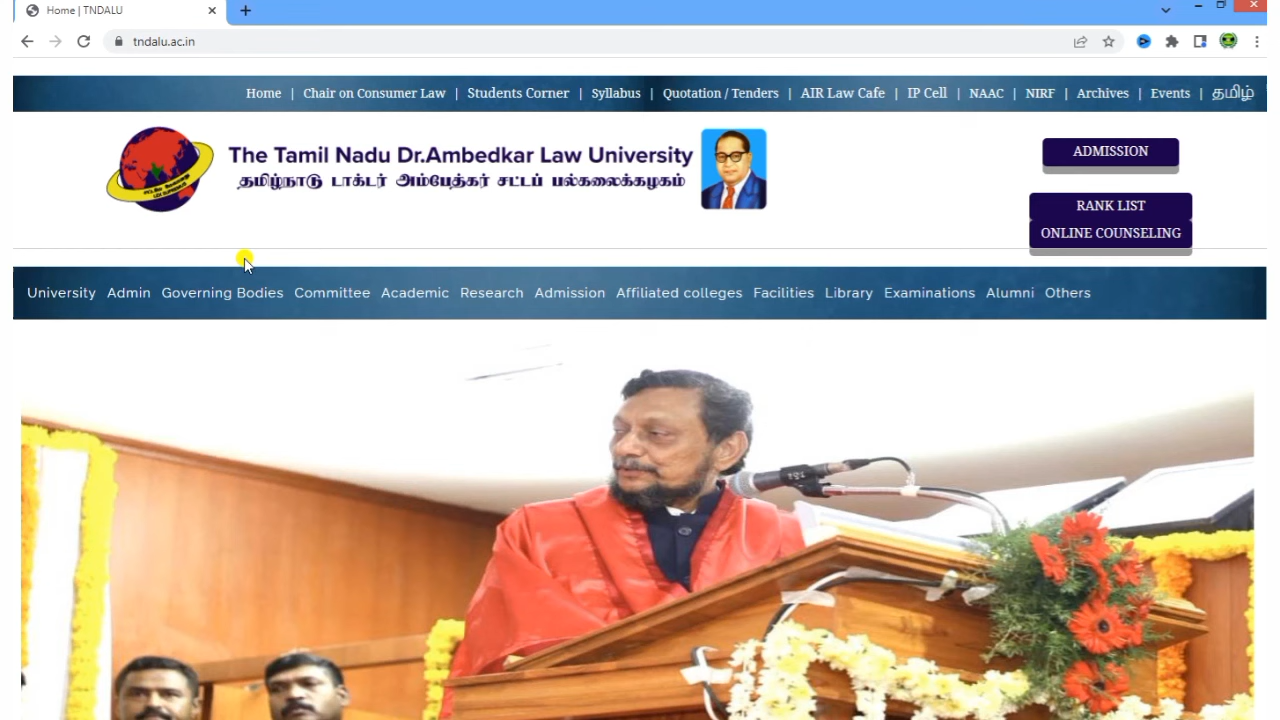 Home | TNDALU
tndalu.ac.in
Home | Chair on Consumer Law | Students Corner | Syllabus | Quotation / Tenders | AIR Law Cafe | IP Cell | NAAC | NIRF | Archives | Events | தமிழ்
The Tamil Nadu Dr.Ambedkar Law University
தமிழ்நாடு டாக்டர் அம்பேத்கர் சட்டப் பல்கலைக்கழகம்
ADMISSION
RANK LIST
ONLINE COUNSELING
University Admin Governing Bodies Committee Academic Research Admission Affiliated colleges Facilities Library Examinations Alumni Others